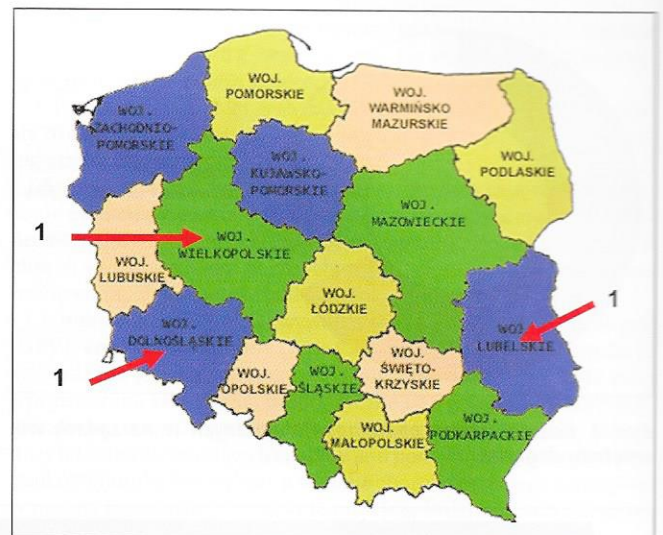 WOJ.
POMORSKIE
WOJ.
WARMIŃSKO
MAZURSKIE
WOJ.
ZACHODNIO-
POMORSKIE
WOJ.
PODLASKIE
WOJ.
KUJAWSKO-
POMORSKIE
WOJ.
MAZOWIECKIE
1
WOJ.
WIELKOPOLSKIE
WOJ.
LUBUSKIE
WOJ.
ŁÓDZKIE
1
WOJ.
LUBELSKIE
WOJ.
DOLNOŚLĄSKIE
1
WOJ.
OPOLSKIE
WOJ.
ŚLĄSKIE
WOJ.
ŚWIĘTO-
KRZYSKIE
WOJ.
MAŁOPOLSKIE
WOJ.
PODKARPACKIE